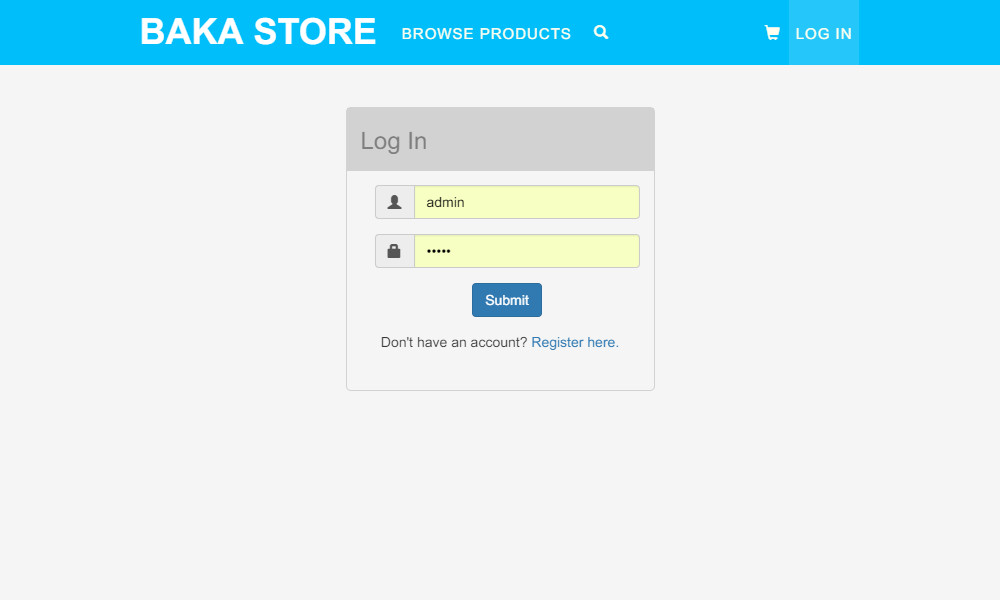 BAKA STORE BROWSE PRODUCTS LOG IN
Log In
admin
•••••
Submit
Don't have an account? Register here.